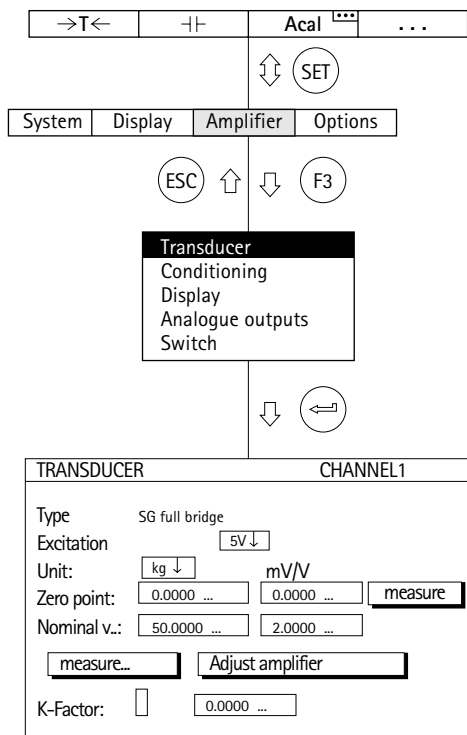 →T← ⊣⊢ Acal ••• . . .
SET
System Display Amplifier Options
ESC F3
Transducer
Conditioning
Display
Analogue outputs
Switch
TRANSDUCER CHANNEL1
Type SG full bridge
Excitation 5V↓
Unit: kg ↓ mV/V
Zero point: 0.0000 ... 0.0000 ... measure
Nominal v..: 50.0000 ... 2.0000 ...
measure... Adjust amplifier
K-Factor: 0.0000 ...